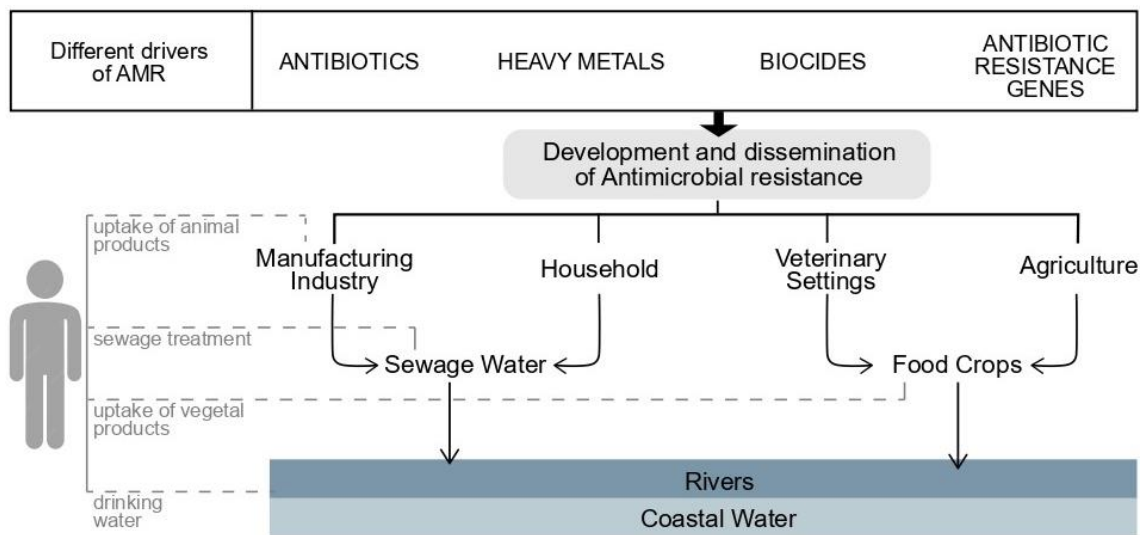 Different drivers
of AMR
ANTIBIOTICS
HEAVY METALS
BIOCIDES
ANTIBIOTIC
RESISTANCE
GENES
Development and dissemination
of Antimicrobial resistance
uptake of animal
products
Manufacturing
Industry
Household
Veterinary
Settings
Agriculture
sewage treatment
Sewage Water
Food Crops
uptake of vegetal
products
drinking
water
Rivers
Coastal Water